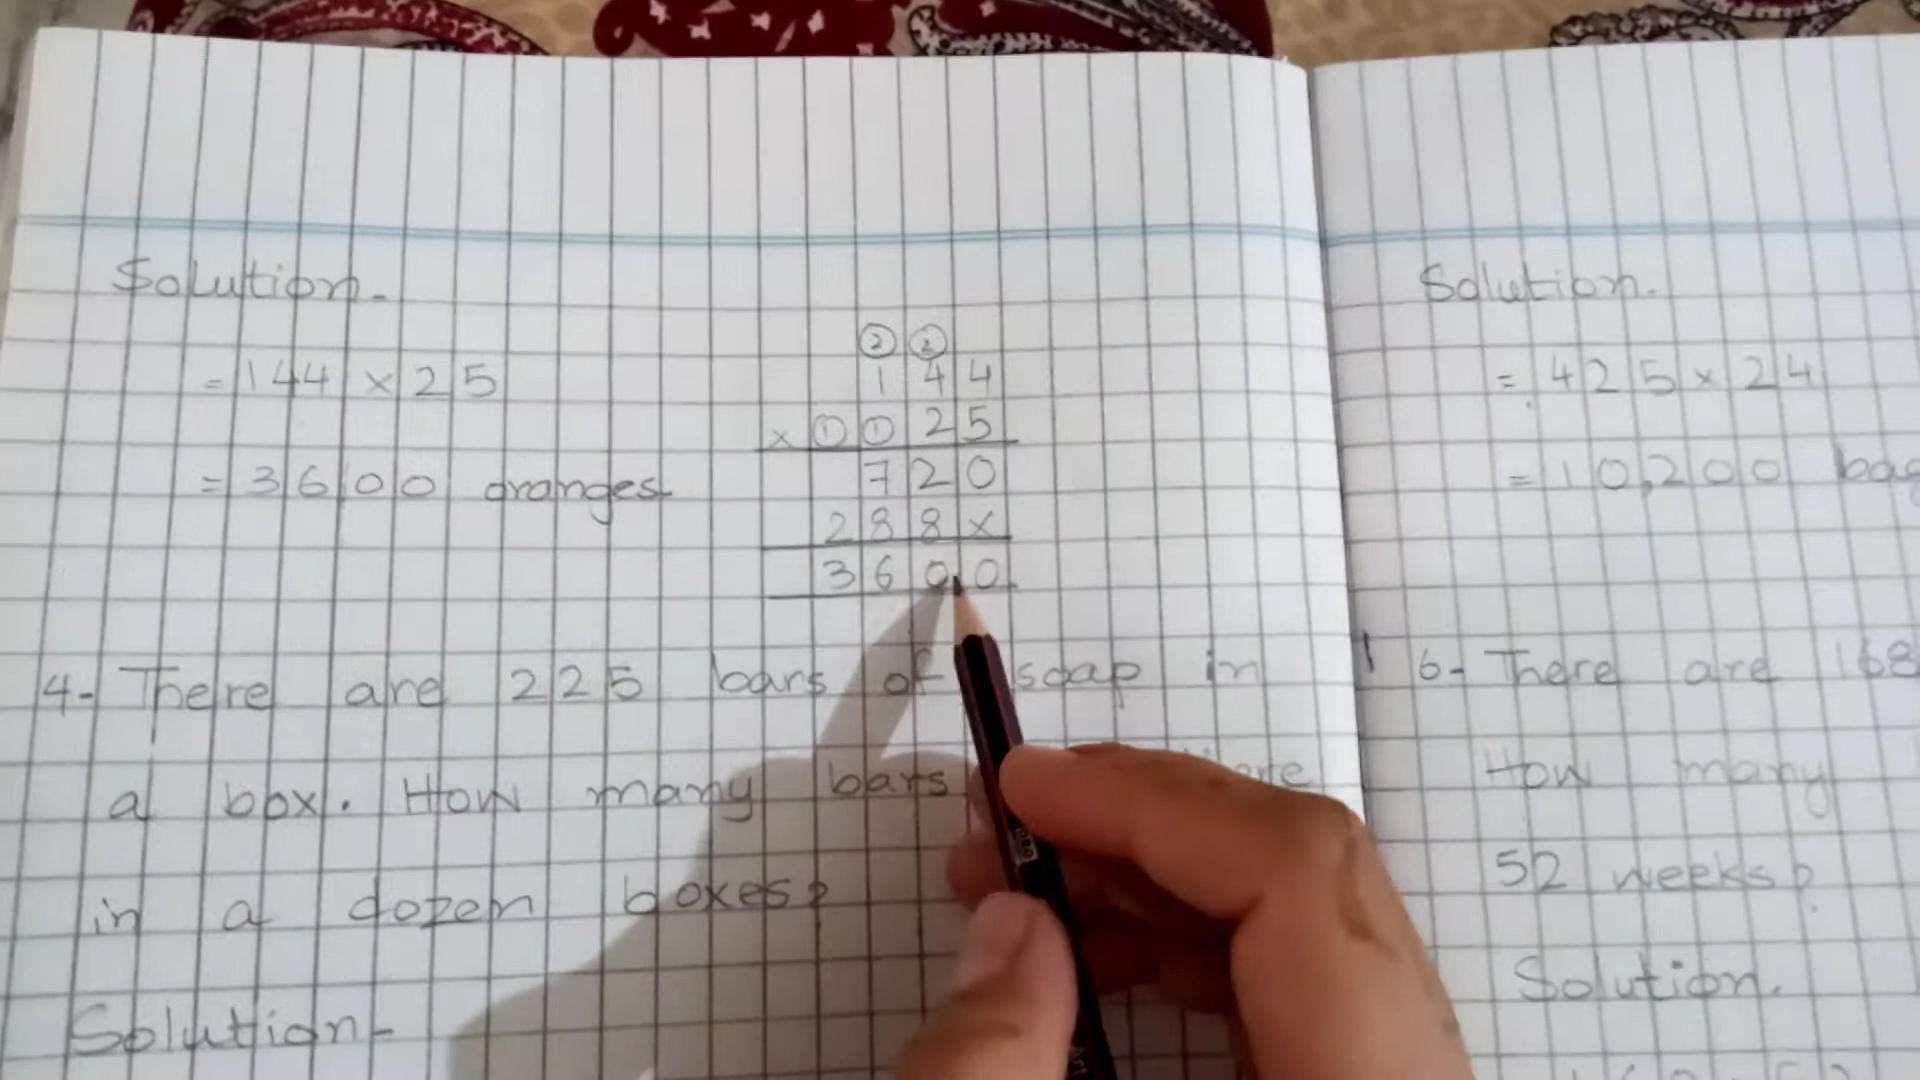 Solution.
= 144 × 25
= 3600 oranges.
② ②
1 4 4
× ① ① 2 5
7 2 0
2 8 8 ×
3 6 0 0
4- There are 225 bars of soap in
a box. How many bars
in a dozen boxes?
Solution-
Solution.
= 425 × 24
= 10,200
6- There are 168
How many
52 weeks?
Solution.